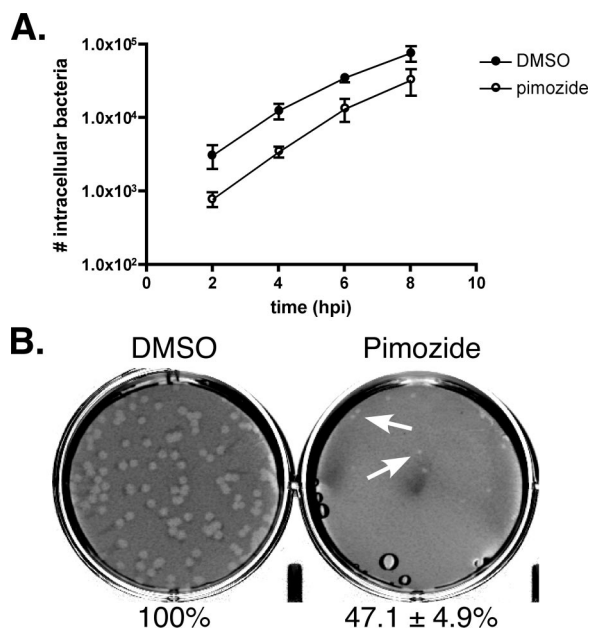 A.
1.0x10⁵
1.0x10⁴
1.0x10³
1.0x10²
# intracellular bacteria
0 2 4 6 8 10
time (hpi)
DMSO
pimozide
B.
DMSO Pimozide
100% 47.1 ± 4.9%